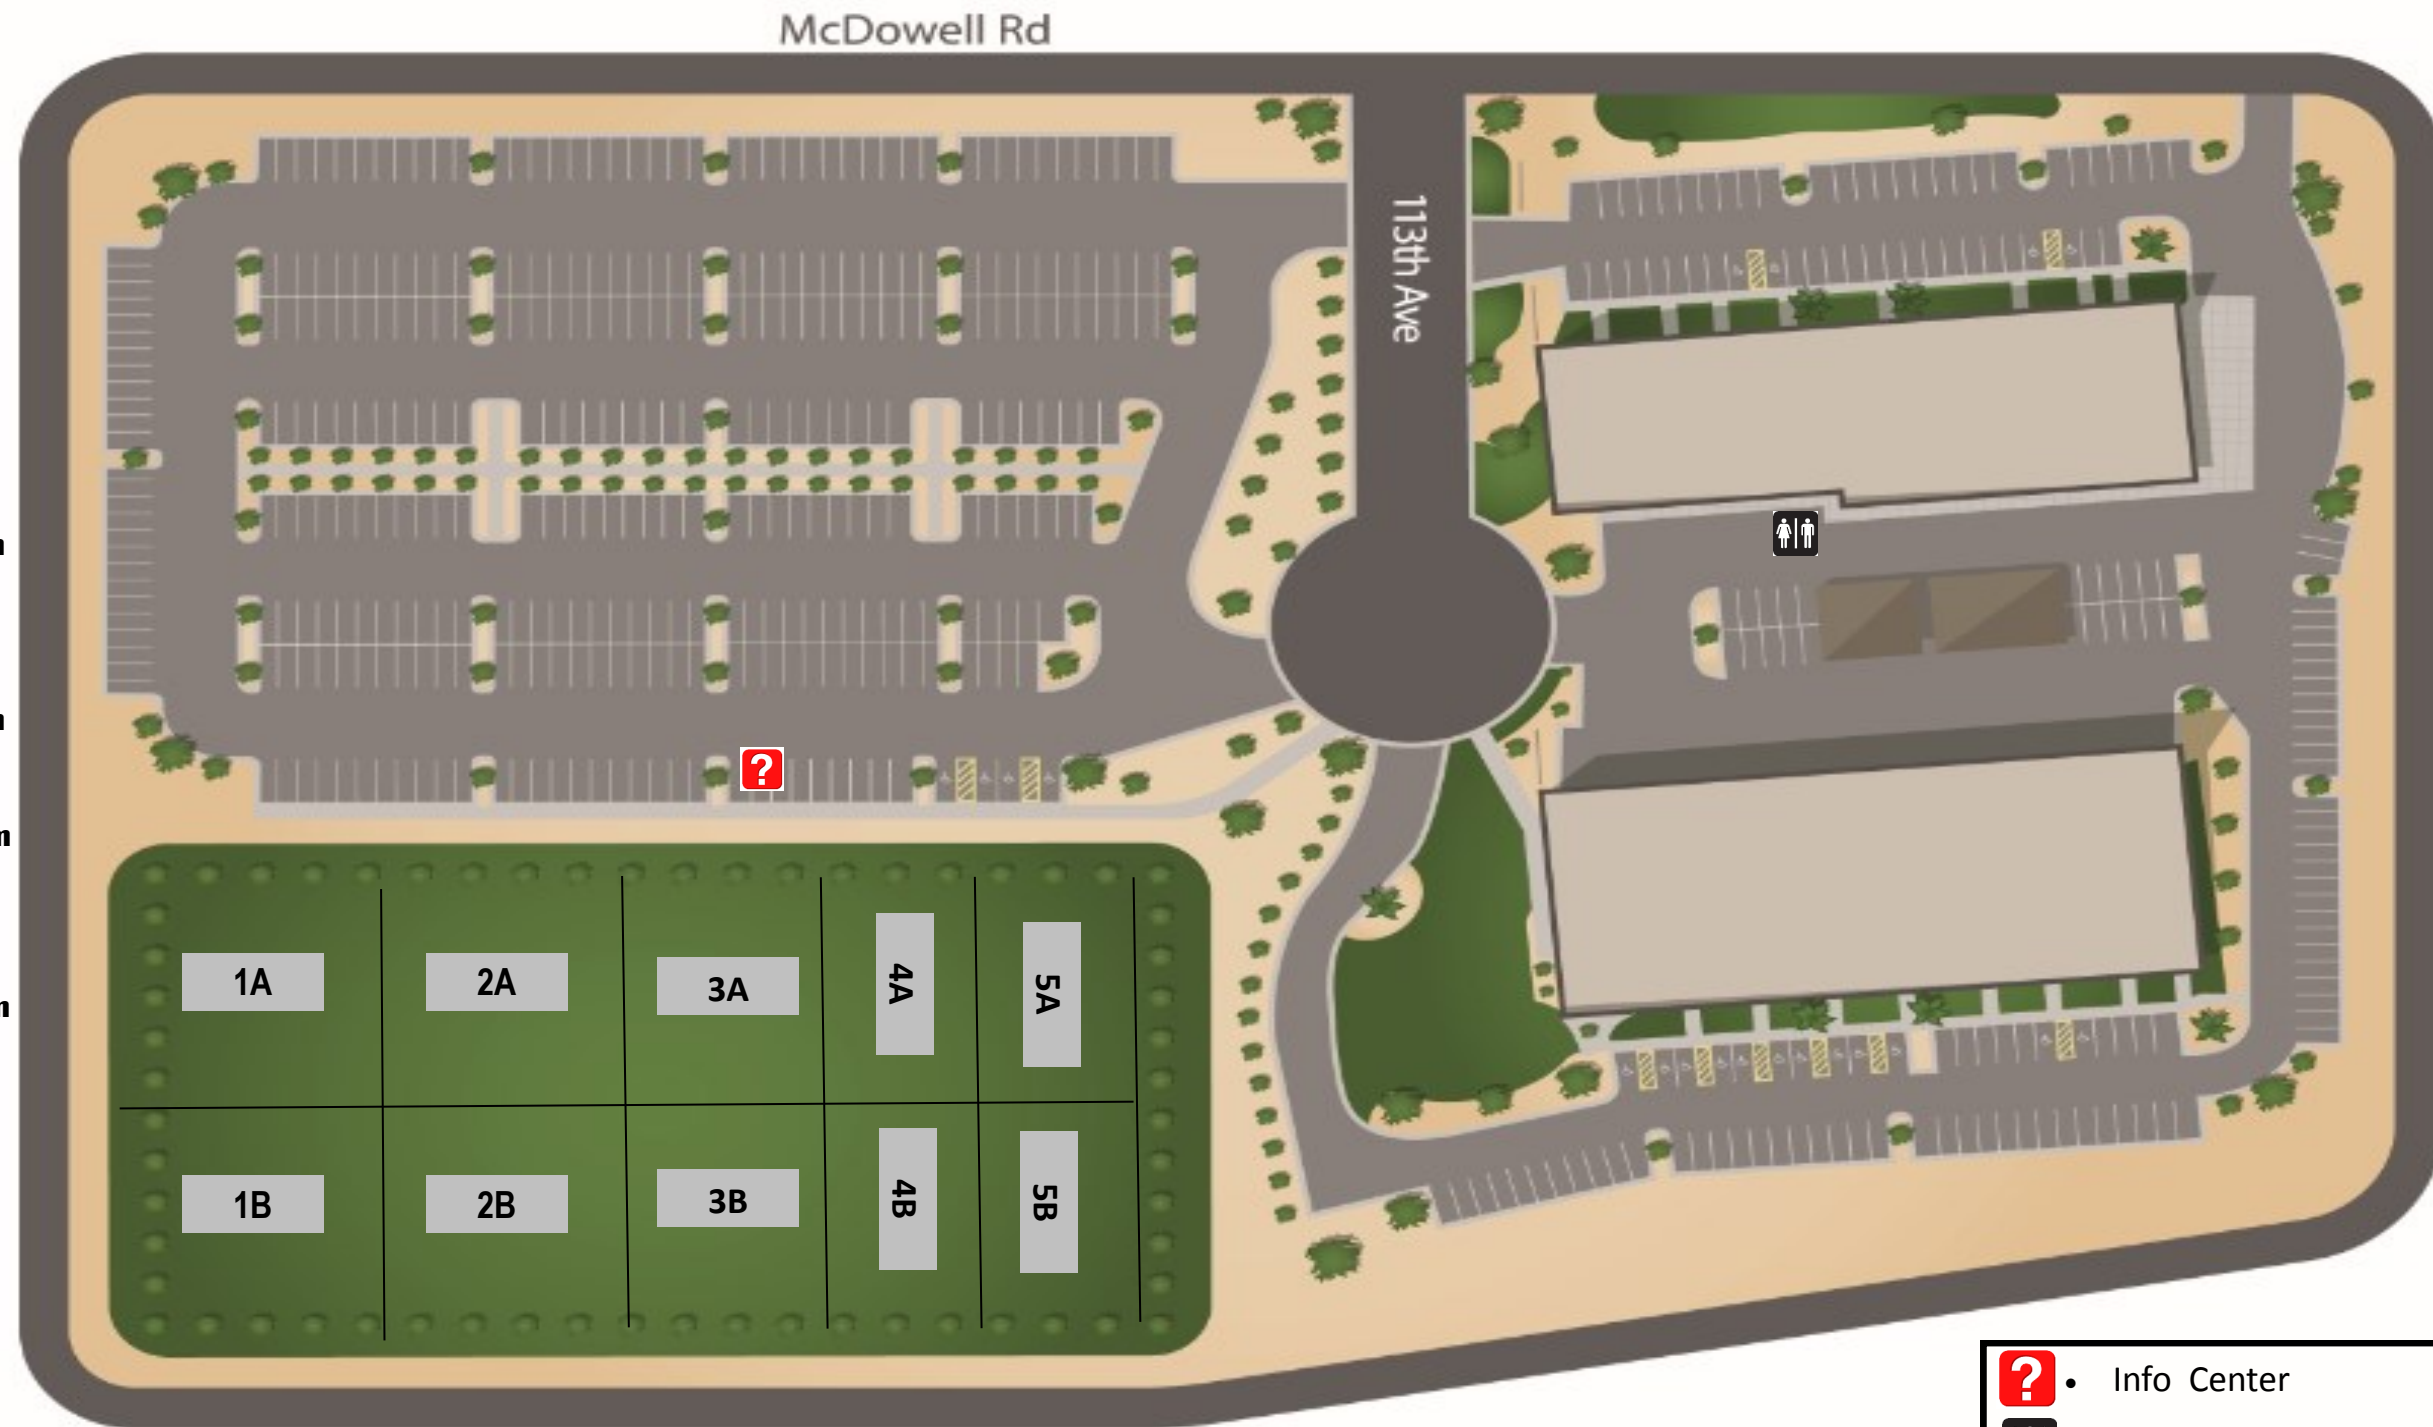 McDowell Rd
113th Ave
?
1A
2A
3A
4A
5A
1B
2B
3B
4B
5B
? • Info Center